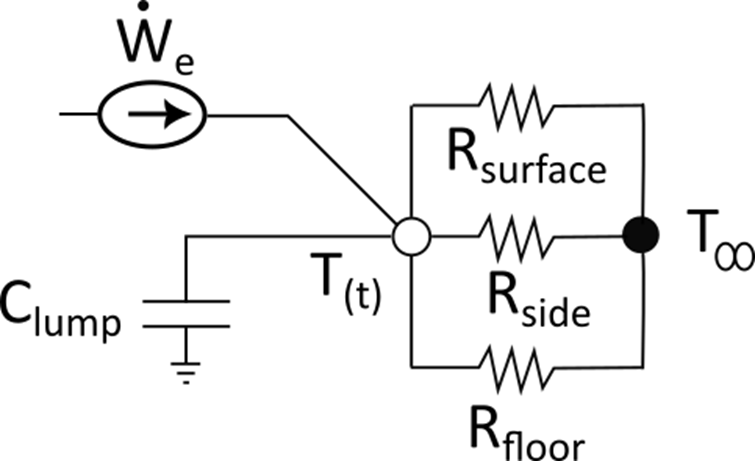 Ẇe
Rsurface
T(t)
T∞
Clump
Rside
Rfloor